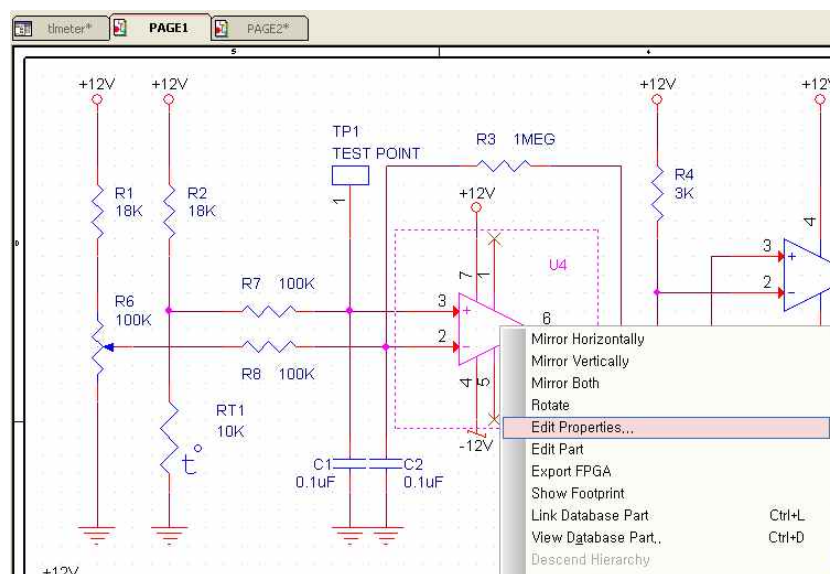 tlmeter*
PAGE1
PAGE2*
5
4
+12V
+12V
+12V
+12V
TP1
TEST POINT
R3 1MEG
R1
18K
R2
18K
1
+12V
R4
3K
4
D
U4
7
1
3
+
2
-
R7 100K
3
+
6
R6
100K
2
-
R8 100K
4
5
RT1
10K
t°
-12V
C1
0.1uF
C2
0.1uF
+12V
Mirror Horizontally
Mirror Vertically
Mirror Both
Rotate
Edit Properties...
Edit Part
Export FPGA
Show Footprint
Link Database Part Ctrl+L
View Database Part.. Ctrl+D
Descend Hierarchy